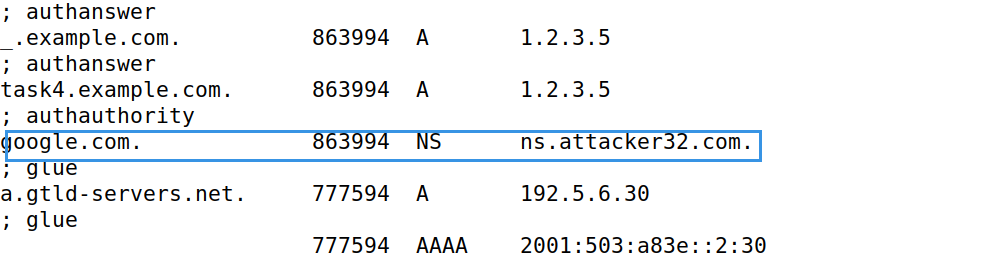 ; authanswer
_.example.com. 863994 A 1.2.3.5
; authanswer
task4.example.com. 863994 A 1.2.3.5
; authauthority
google.com. 863994 NS ns.attacker32.com.
; glue
a.gtld-servers.net. 777594 A 192.5.6.30
; glue
777594 AAAA 2001:503:a83e::2:30